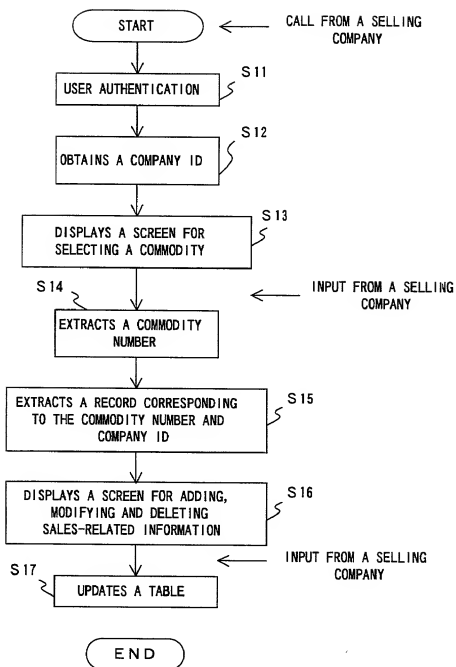 START
CALL FROM A SELLING
COMPANY
S11
USER AUTHENTICATION
S12
OBTAINS A COMPANY ID
S13
DISPLAYS A SCREEN FOR
SELECTING A COMMODITY
S14
INPUT FROM A SELLING
COMPANY
EXTRACTS A COMMODITY
NUMBER
S15
EXTRACTS A RECORD CORRESPONDING
TO THE COMMODITY NUMBER AND
COMPANY ID
S16
DISPLAYS A SCREEN FOR ADDING,
MODIFYING AND DELETING
SALES-RELATED INFORMATION
INPUT FROM A SELLING
COMPANY
S17
UPDATES A TABLE
END